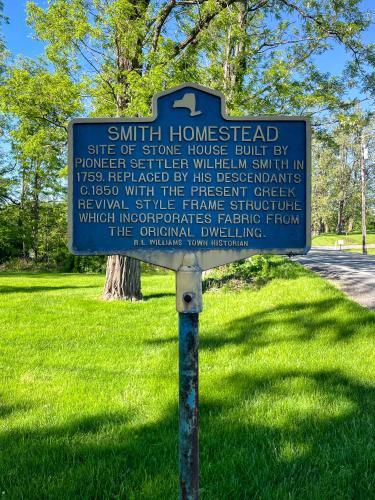 SMITH HOMESTEAD
SITE OF STONE HOUSE BUILT BY
PIONEER SETTLER WILHELM SMITH IN
1759. REPLACED BY HIS DESCENDANTS
C.1850 WITH THE PRESENT GREEK
REVIVAL STYLE FRAME STRUCTURE
WHICH INCORPORATES FABRIC FROM
THE ORIGINAL DWELLING.
R.L. WILLIAMS TOWN HISTORIAN